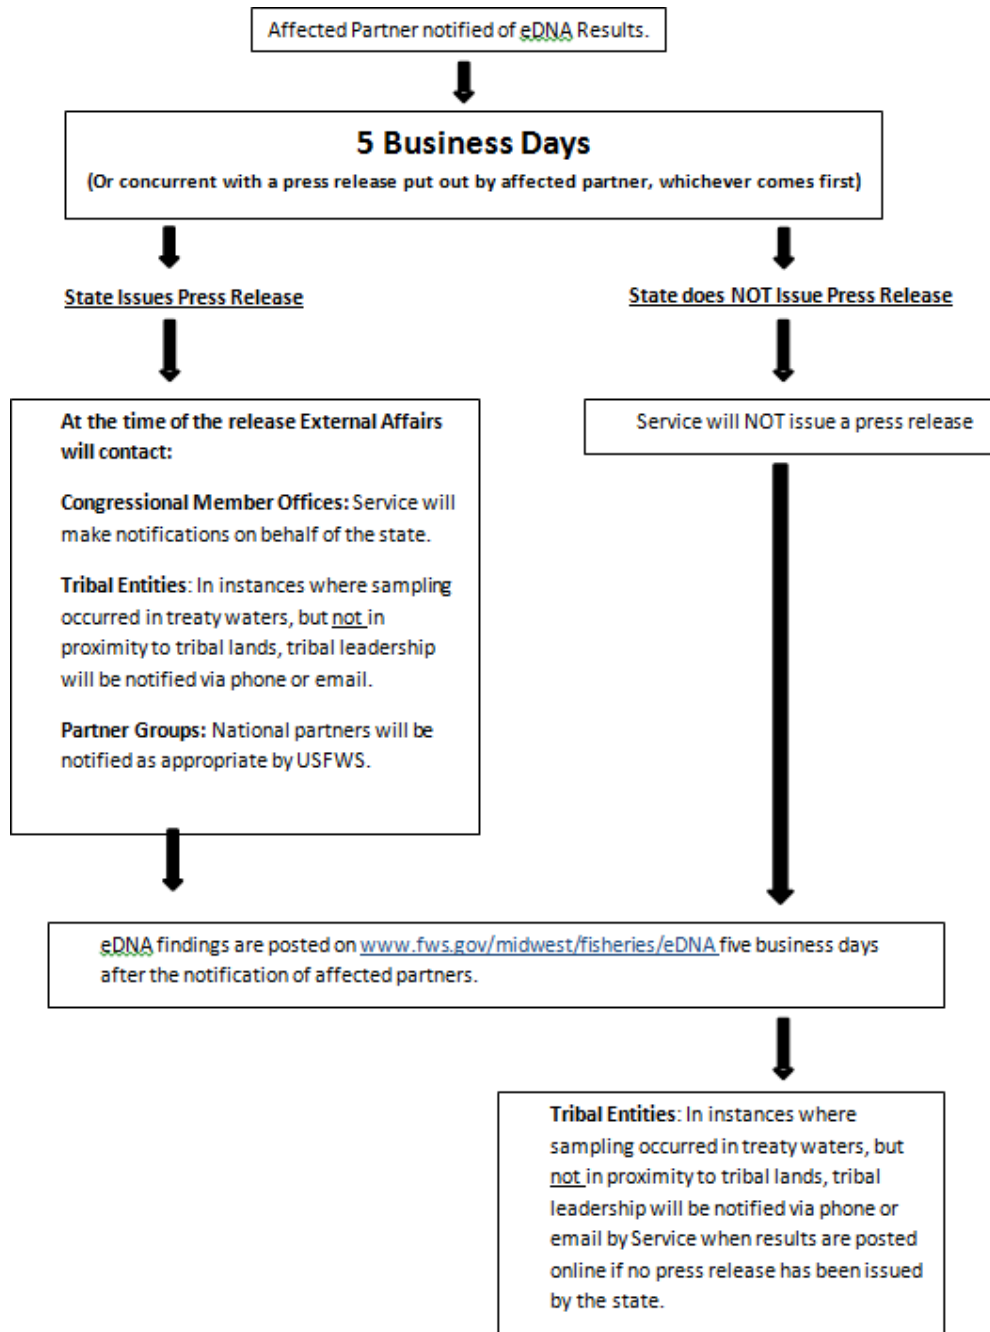 Affected Partner notified of eDNA Results.
5 Business Days
(Or concurrent with a press release put out by affected partner, whichever comes first)
State Issues Press Release
State does NOT Issue Press Release
At the time of the release External Affairs
will contact:
Congressional Member Offices: Service will
make notifications on behalf of the state.
Tribal Entities: In instances where sampling
occurred in treaty waters, but not in
proximity to tribal lands, tribal leadership
will be notified via phone or email.
Partner Groups: National partners will be
notified as appropriate by USFWS.
Service will NOT issue a press release
eDNA findings are posted on www.fws.gov/midwest/fisheries/eDNA five business days
after the notification of affected partners.
Tribal Entities: In instances where
sampling occurred in treaty waters, but
not in proximity to tribal lands, tribal
leadership will be notified via phone or
email by Service when results are posted
online if no press release has been issued
by the state.